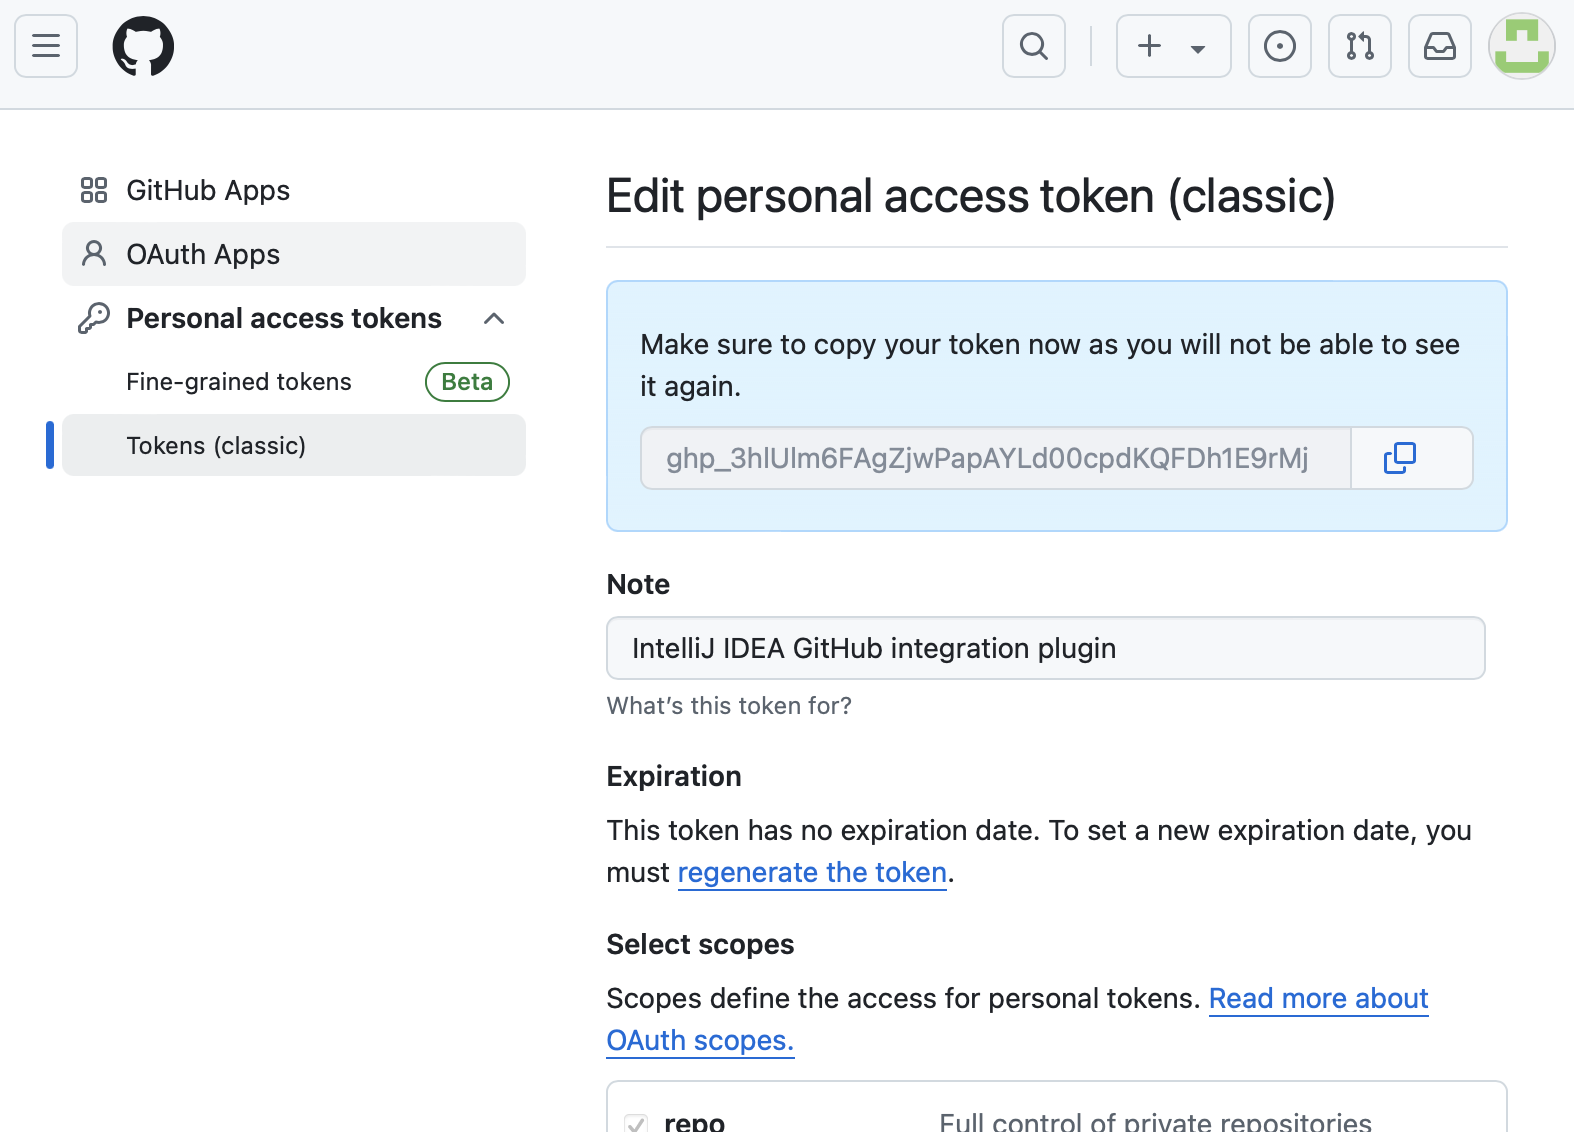 GitHub Apps
OAuth Apps
Personal access tokens
Fine-grained tokens Beta
Tokens (classic)
Edit personal access token (classic)
Make sure to copy your token now as you will not be able to see
it again.
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
Note
IntelliJ IDEA GitHub integration plugin
What's this token for?
Expiration
This token has no expiration date. To set a new expiration date, you
must regenerate the token.
Select scopes
Scopes define the access for personal tokens. Read more about
OAuth scopes.
repo Full control of private repositories